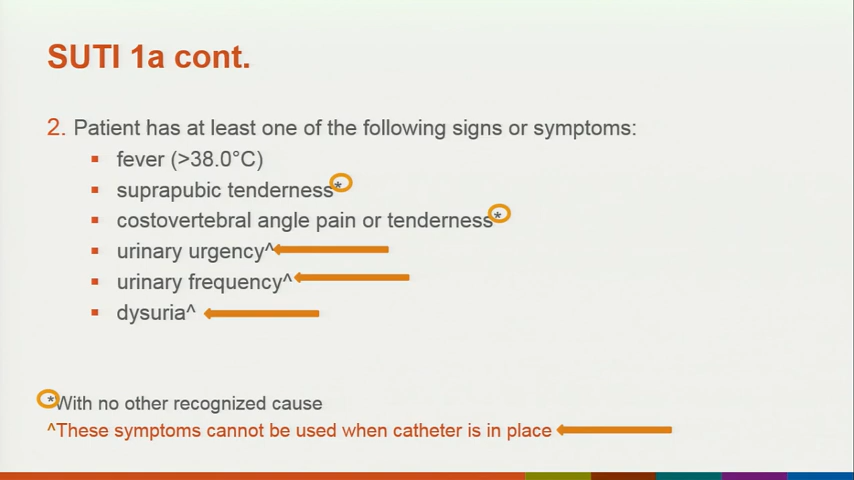 SUTI 1a cont.
2. Patient has at least one of the following signs or symptoms:
▪ fever (>38.0°C)
▪ suprapubic tenderness*
▪ costovertebral angle pain or tenderness*
▪ urinary urgency^
▪ urinary frequency^
▪ dysuria^
*With no other recognized cause
^These symptoms cannot be used when catheter is in place